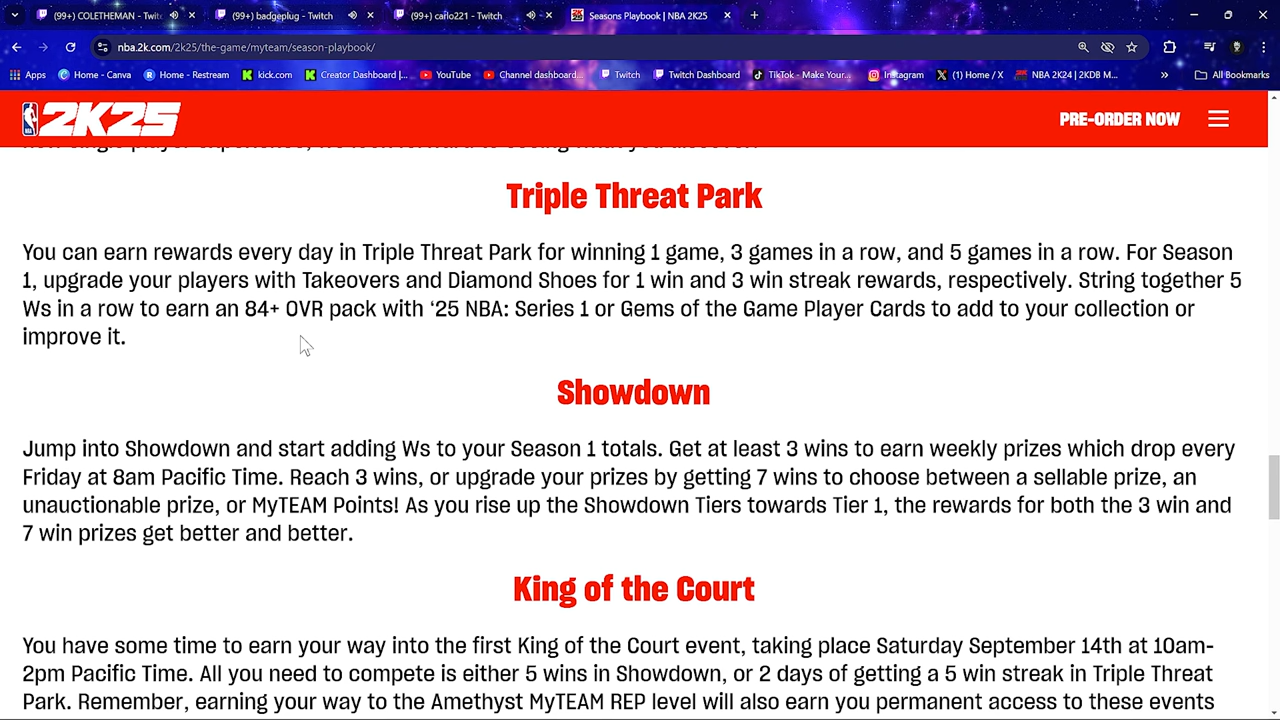 (99+) COLETHEMAN - Twitc
(99+) badgeplug - Twitch
(99+) carlo221 - Twitch
Seasons Playbook | NBA 2K25
nba.2k.com/2k25/the-game/myteam/season-playbook/
Apps
Home - Canva
Home - Restream
kick.com
Creator Dashboard |...
YouTube
Channel dashboard...
Twitch
Twitch Dashboard
TikTok - Make Your...
Instagram
(1) Home / X
NBA 2K24 | 2KDB M...
All Bookmarks
NBA 2K25
PRE-ORDER NOW
Triple Threat Park
You can earn rewards every day in Triple Threat Park for winning 1 game, 3 games in a row, and 5 games in a row. For Season
1, upgrade your players with Takeovers and Diamond Shoes for 1 win and 3 win streak rewards, respectively. String together 5
Ws in a row to earn an 84+ OVR pack with ‘25 NBA: Series 1 or Gems of the Game Player Cards to add to your collection or
improve it.
Showdown
Jump into Showdown and start adding Ws to your Season 1 totals. Get at least 3 wins to earn weekly prizes which drop every
Friday at 8am Pacific Time. Reach 3 wins, or upgrade your prizes by getting 7 wins to choose between a sellable prize, an
unauctionable prize, or MyTEAM Points! As you rise up the Showdown Tiers towards Tier 1, the rewards for both the 3 win and
7 win prizes get better and better.
King of the Court
You have some time to earn your way into the first King of the Court event, taking place Saturday September 14th at 10am-
2pm Pacific Time. All you need to compete is either 5 wins in Showdown, or 2 days of getting a 5 win streak in Triple Threat
Park. Remember, earning your way to the Amethyst MyTEAM REP level will also earn you permanent access to these events